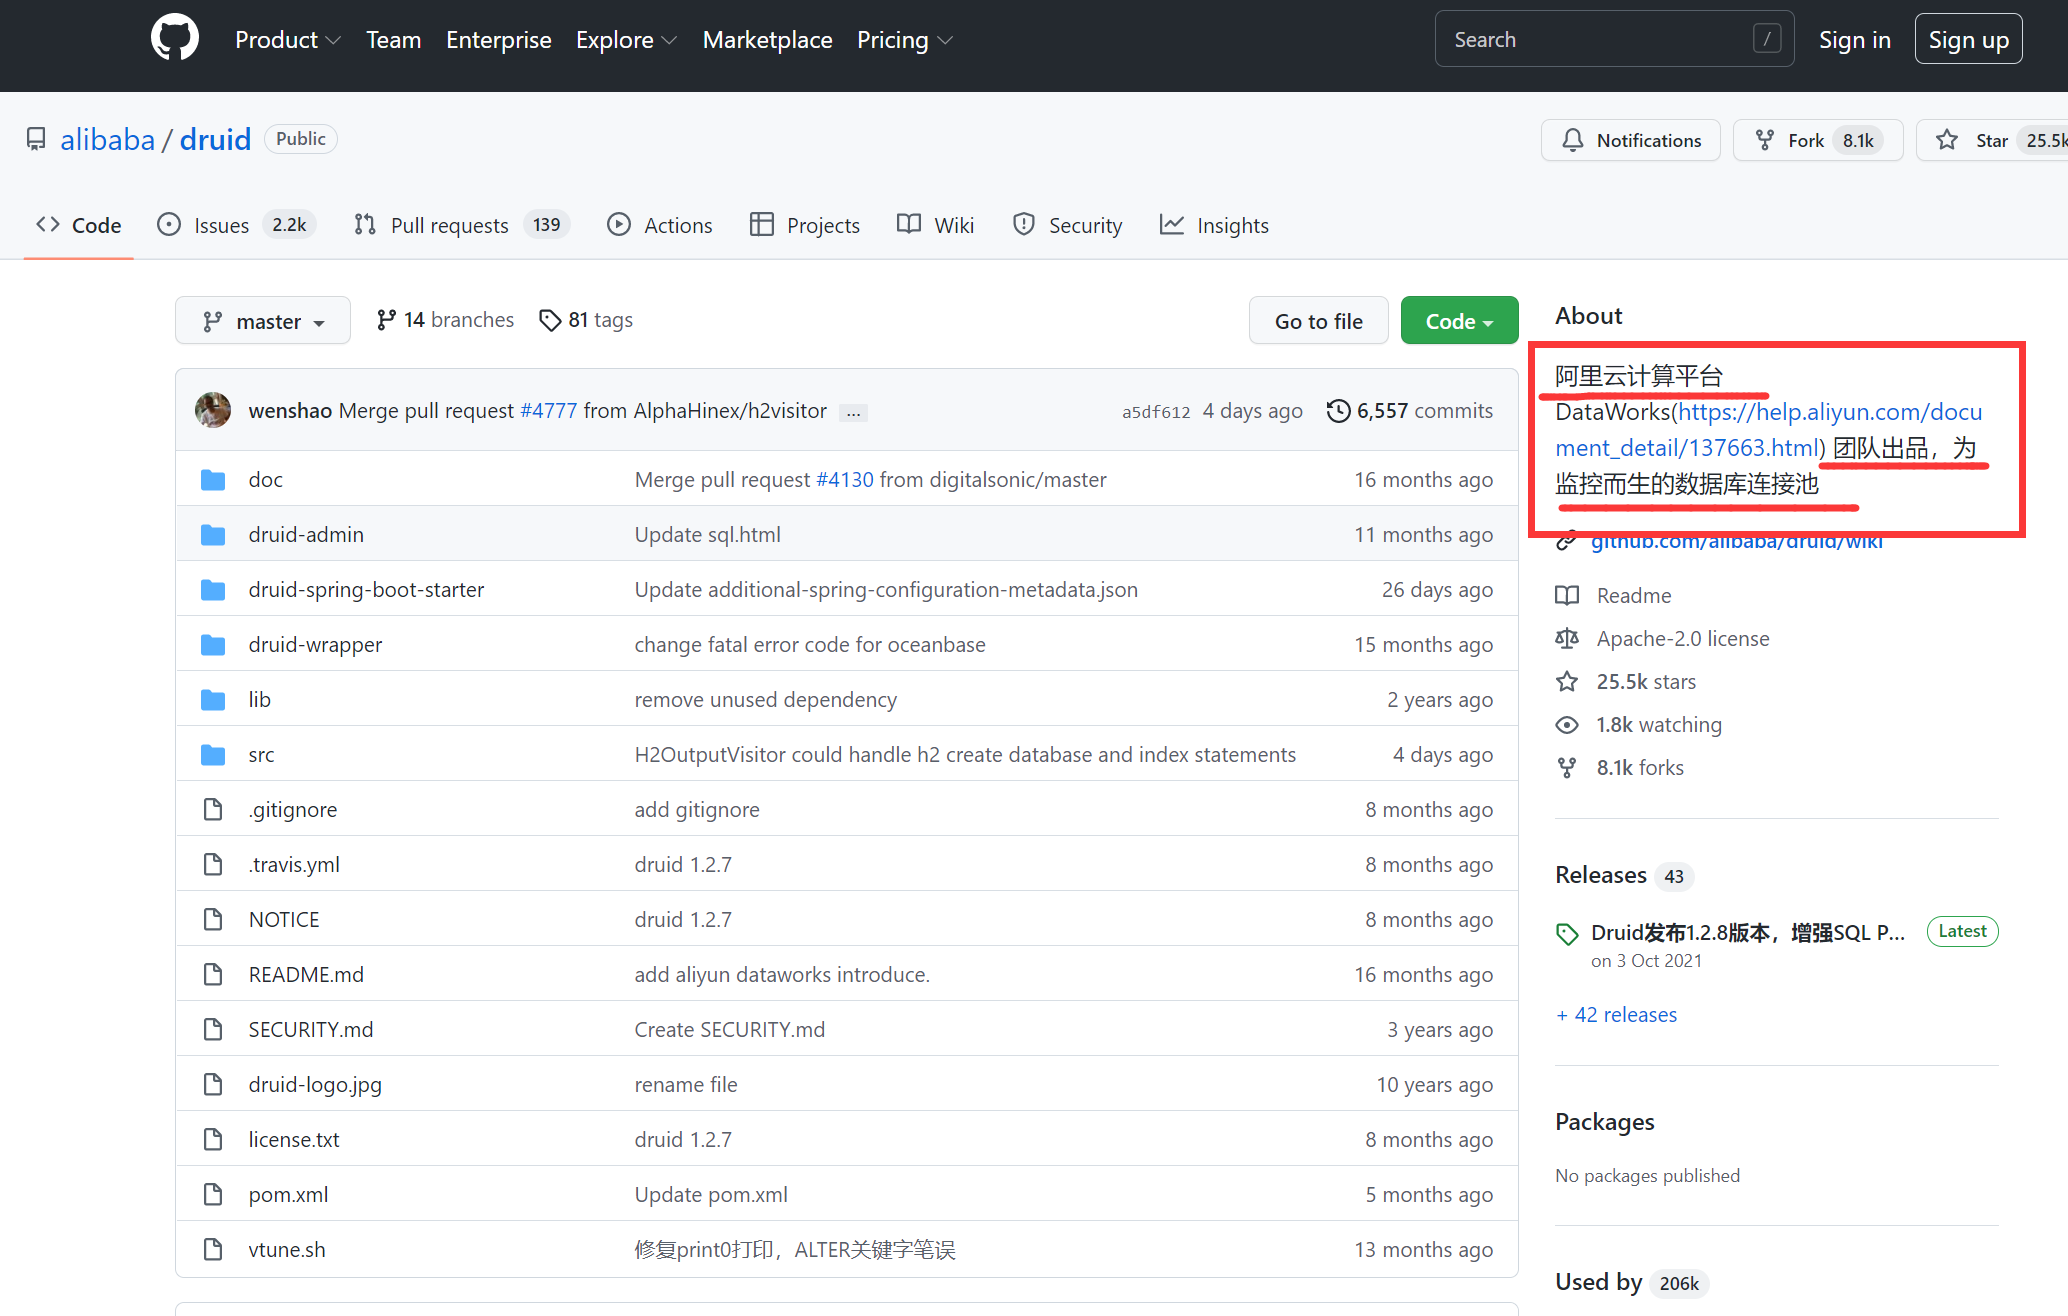 Product Team Enterprise Explore Marketplace Pricing Search / Sign in Sign up
alibaba / druid Public Notifications Fork 8.1k Star 25.5k
Code Issues 2.2k Pull requests 139 Actions Projects Wiki Security Insights
master 14 branches 81 tags Go to file Code
wenshao Merge pull request #4777 from AlphaHinex/h2visitor ... a5df612 4 days ago 6,557 commits
doc Merge pull request #4130 from digitalsonic/master 16 months ago
druid-admin Update sql.html 11 months ago
druid-spring-boot-starter Update additional-spring-configuration-metadata.json 26 days ago
druid-wrapper change fatal error code for oceanbase 15 months ago
lib remove unused dependency 2 years ago
src H2OutputVisitor could handle h2 create database and index statements 4 days ago
.gitignore add gitignore 8 months ago
.travis.yml druid 1.2.7 8 months ago
NOTICE druid 1.2.7 8 months ago
README.md add aliyun dataworks introduce. 16 months ago
SECURITY.md Create SECURITY.md 3 years ago
druid-logo.jpg rename file 10 years ago
license.txt druid 1.2.7 8 months ago
pom.xml Update pom.xml 5 months ago
vtune.sh 修复print0打印，ALTER关键字笔误 13 months ago
About
阿里云计算平台
DataWorks(https://help.aliyun.com/docu
ment_detail/137663.html) 团队出品，为
监控而生的数据库连接池
github.com/alibaba/druid/wiki
Readme
Apache-2.0 license
25.5k stars
1.8k watching
8.1k forks
Releases 43
Druid发布1.2.8版本，增强SQL P... Latest
on 3 Oct 2021
+ 42 releases
Packages
No packages published
Used by 206k